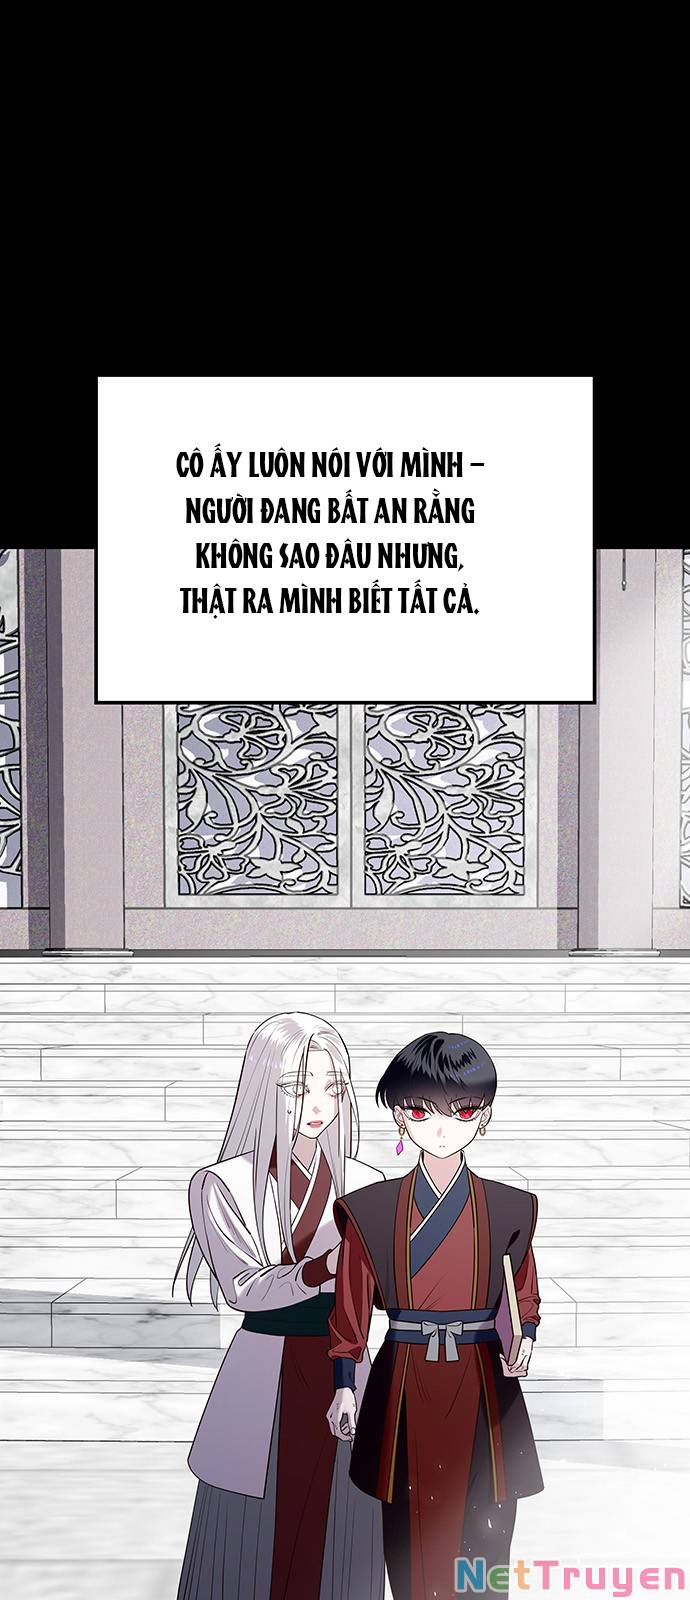 CÔ ẤY LUÔN NÓI VỚI MÌNH –
NGƯỜI ĐANG BẤT AN RẰNG
KHÔNG SAO ĐÂU NHƯNG,
THẬT RA MÌNH BIẾT TẤT CẢ.
NetTruyen